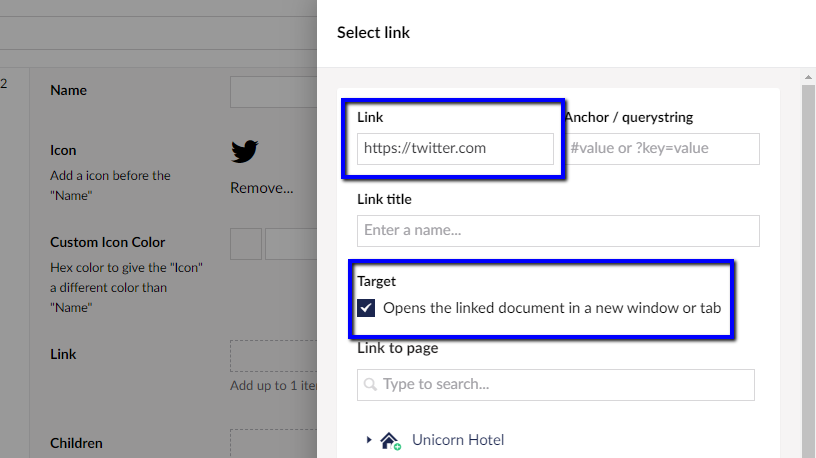 Select link
2
Name
Icon
Add a icon before the
"Name"
Remove...
Custom Icon Color
Hex color to give the "Icon"
a different color than
"Name"
Link
Add up to 1 iter
Children
Link
https://twitter.com
Anchor / querystring
#value or ?key=value
Link title
Enter a name...
Target
Opens the linked document in a new window or tab
Link to page
Type to search...
Unicorn Hotel